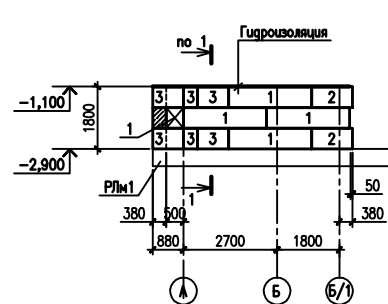 по 1
Гидроизоляция
-1,100
3 3 3 1 2
1800
1 1 1
3 3 3 1 2
-2,900
РЛм1
1
50
380 500 380
880 2700 1800
А Б Б/1